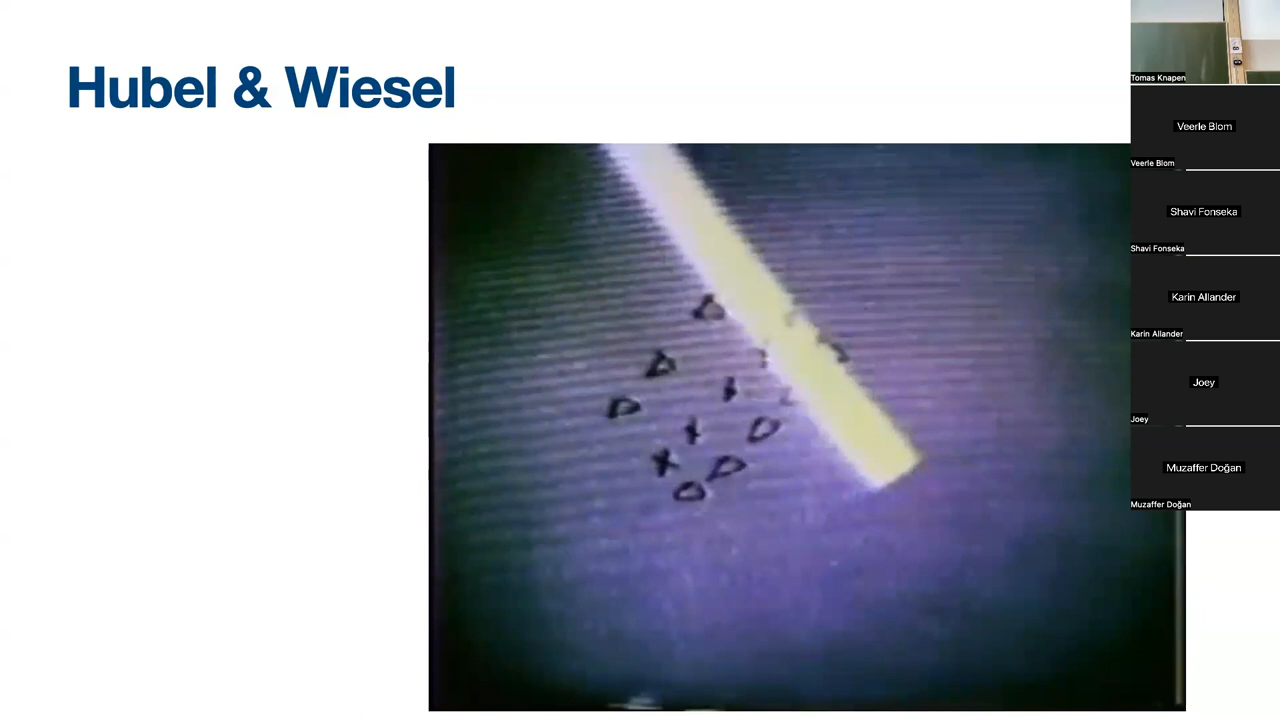 Hubel & Wiesel
Tomas Knapen
Veerle Blom
Veerle Blom
Shavi Fonseka
Shavi Fonseka
Karin Allander
Karin Allander
Joey
Joey
Muzaffer Doğan
Muzaffer Doğan